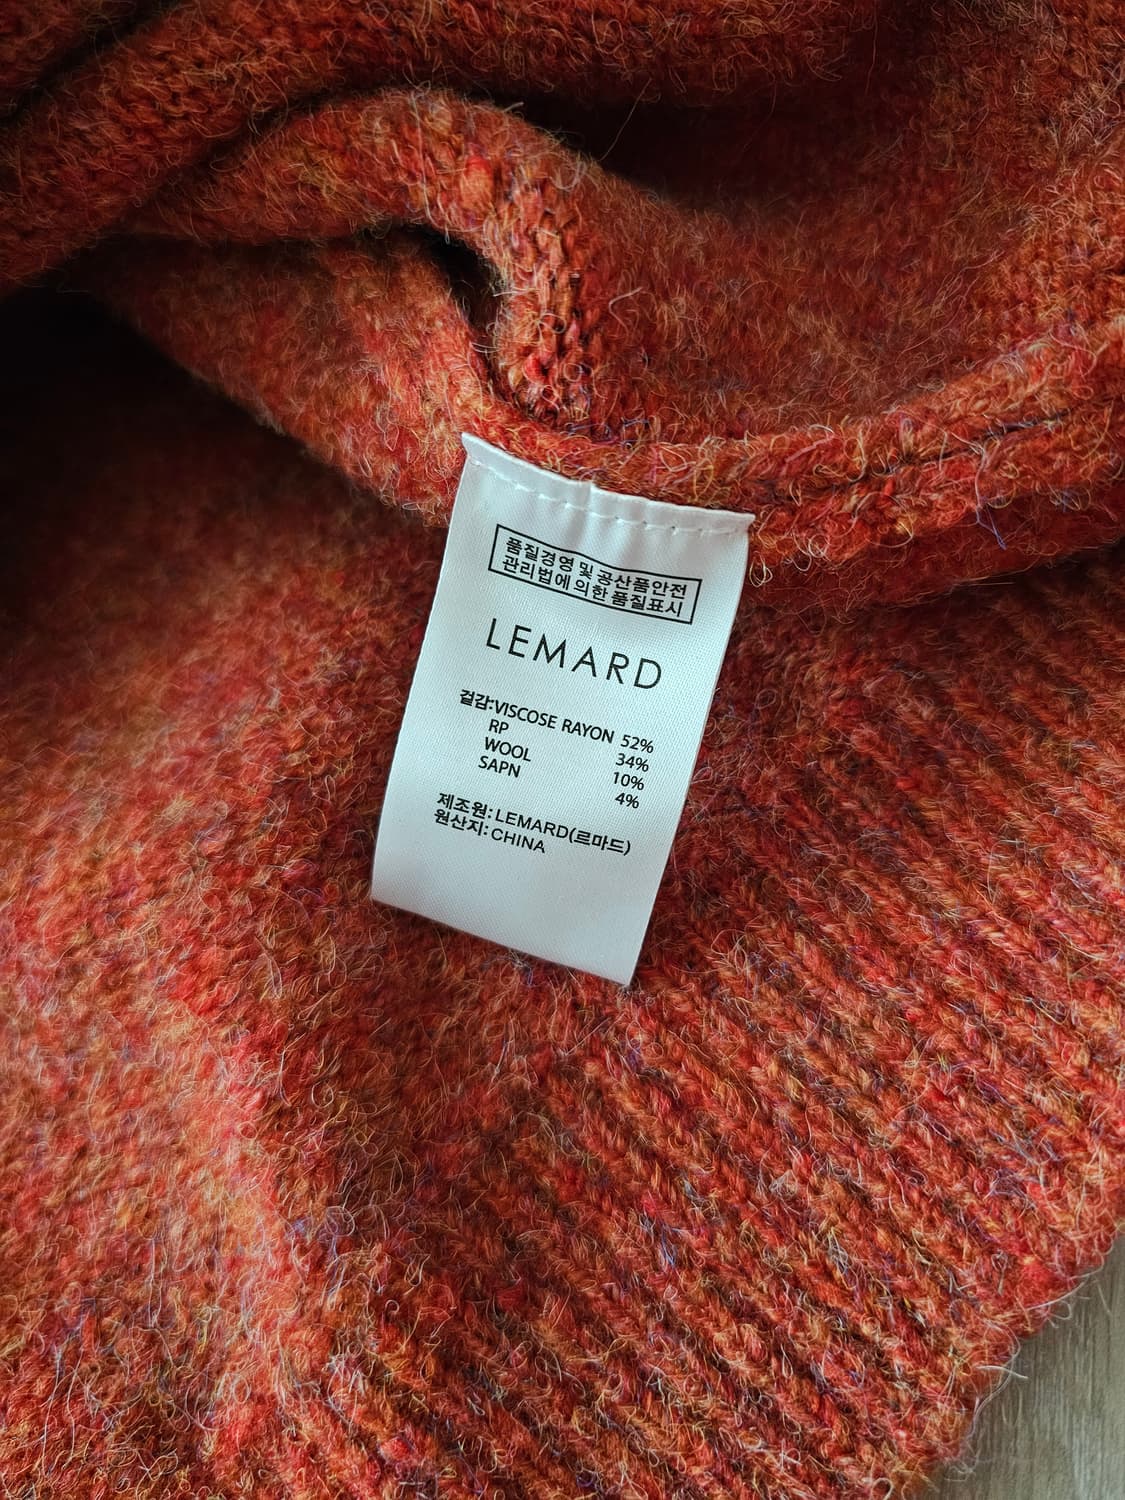 품질경영 및 공산품안전
관리법에 의한 품질표시
LEMARD
겉감:VISCOSE RAYON 52%
RP 34%
WOOL 10%
SAPN 4%
제조원:LEMARD(르마드)
원산지:CHINA